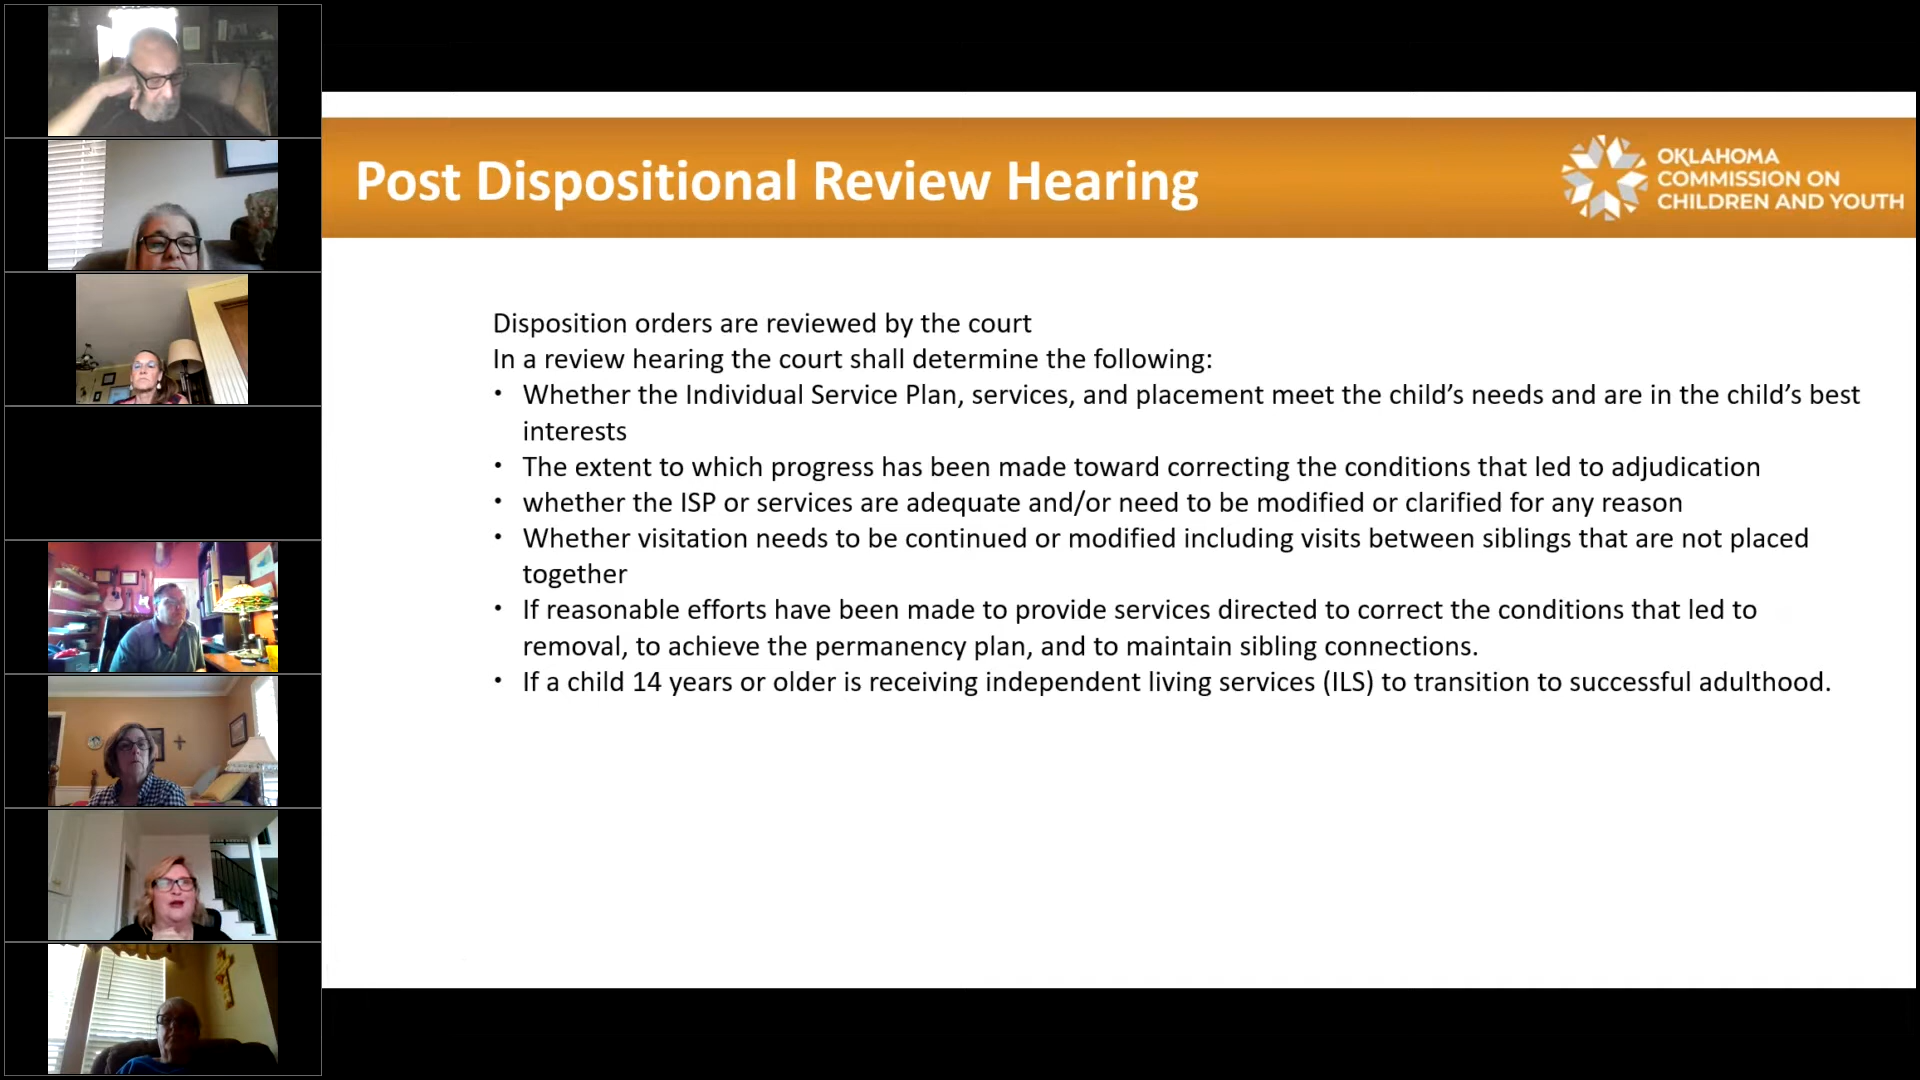 Post Dispositional Review Hearing
OKLAHOMA
COMMISSION ON
CHILDREN AND YOUTH
Disposition orders are reviewed by the court
In a review hearing the court shall determine the following:
• Whether the Individual Service Plan, services, and placement meet the child’s needs and are in the child’s best
interests
• The extent to which progress has been made toward correcting the conditions that led to adjudication
• whether the ISP or services are adequate and/or need to be modified or clarified for any reason
• Whether visitation needs to be continued or modified including visits between siblings that are not placed
together
• If reasonable efforts have been made to provide services directed to correct the conditions that led to
removal, to achieve the permanency plan, and to maintain sibling connections.
• If a child 14 years or older is receiving independent living services (ILS) to transition to successful adulthood.